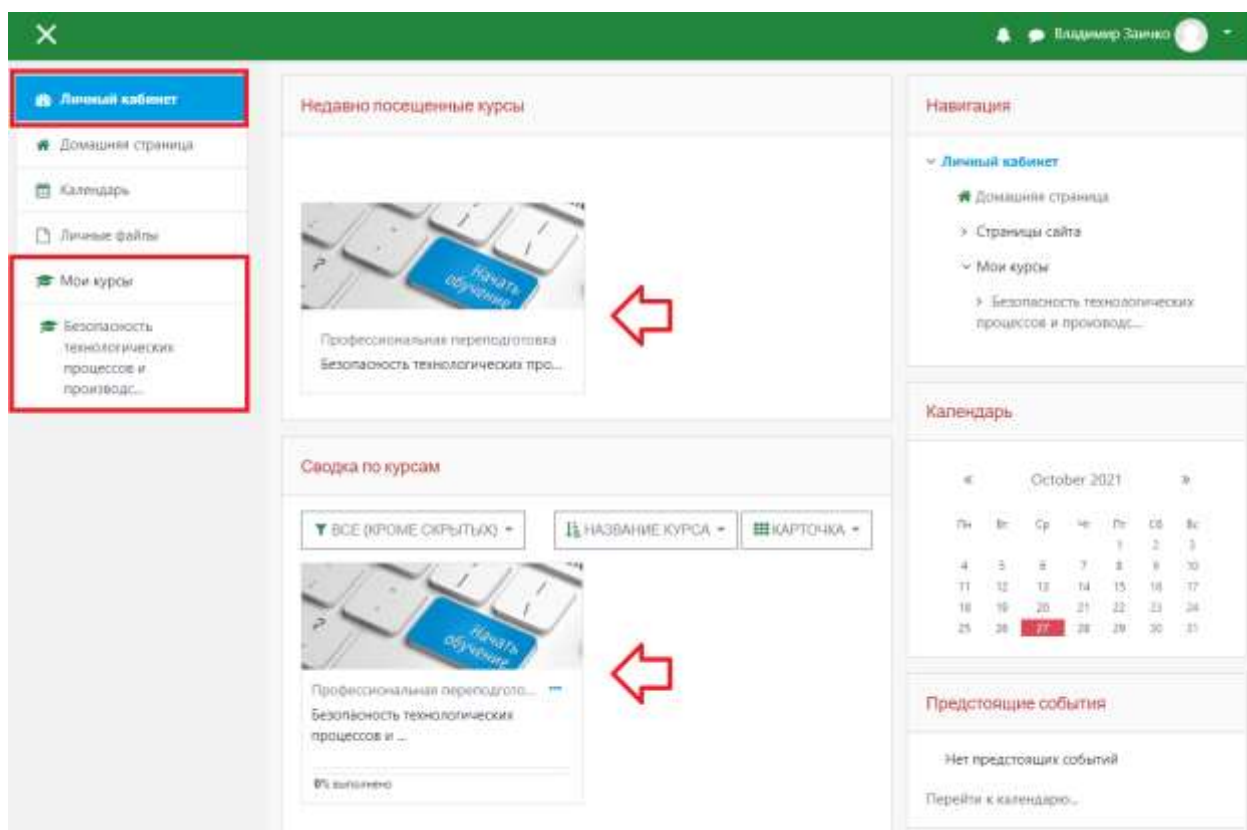 Владимир Заичко
Личный кабинет
Домашняя страница
Календарь
Личные файлы
Мои курсы
Безопасность
технологических
процессов и
производс...
Недавно посещенные курсы
Начать
обучение
Профессиональная переподготовка
Безопасность технологических про...
Сводка по курсам
ВСЕ (КРОМЕ СКРЫТЫХ)
НАЗВАНИЕ КУРСА
КАРТОЧКА
Начать
обучение
Профессиональная переподгото...
Безопасность технологических
процессов и ...
0% выполнено
Навигация
Личный кабинет
Домашняя страница
Страницы сайта
Мои курсы
Безопасность технологических
процессов и производс...
Календарь
« October 2021 »
Пн Вт Ср Чт Пт Сб Вс
1 2 3
4 5 6 7 8 9 10
11 12 13 14 15 16 17
18 19 20 21 22 23 24
25 26 27 28 29 30 31
Предстоящие события
Нет предстоящих событий
Перейти к календарю...